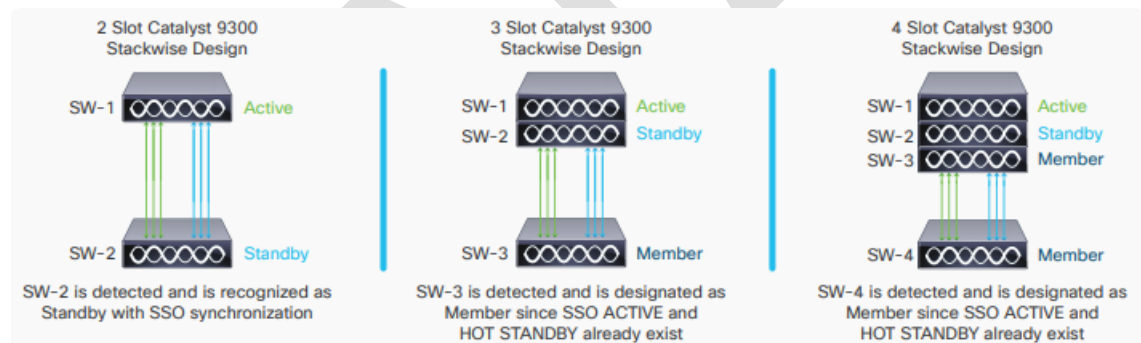 2 Slot Catalyst 9300
Stackwise Design
SW-1
Active
SW-2
Standby
SW-2 is detected and is recognized as
Standby with SSO synchronization
3 Slot Catalyst 9300
Stackwise Design
SW-1
Active
SW-2
Standby
SW-3
Member
SW-3 is detected and is designated as
Member since SSO ACTIVE and
HOT STANDBY already exist
4 Slot Catalyst 9300
Stackwise Design
SW-1
Active
SW-2
Standby
SW-3
Member
SW-4
Member
SW-4 is detected and is designated as
Member since SSO ACTIVE and
HOT STANDBY already exist